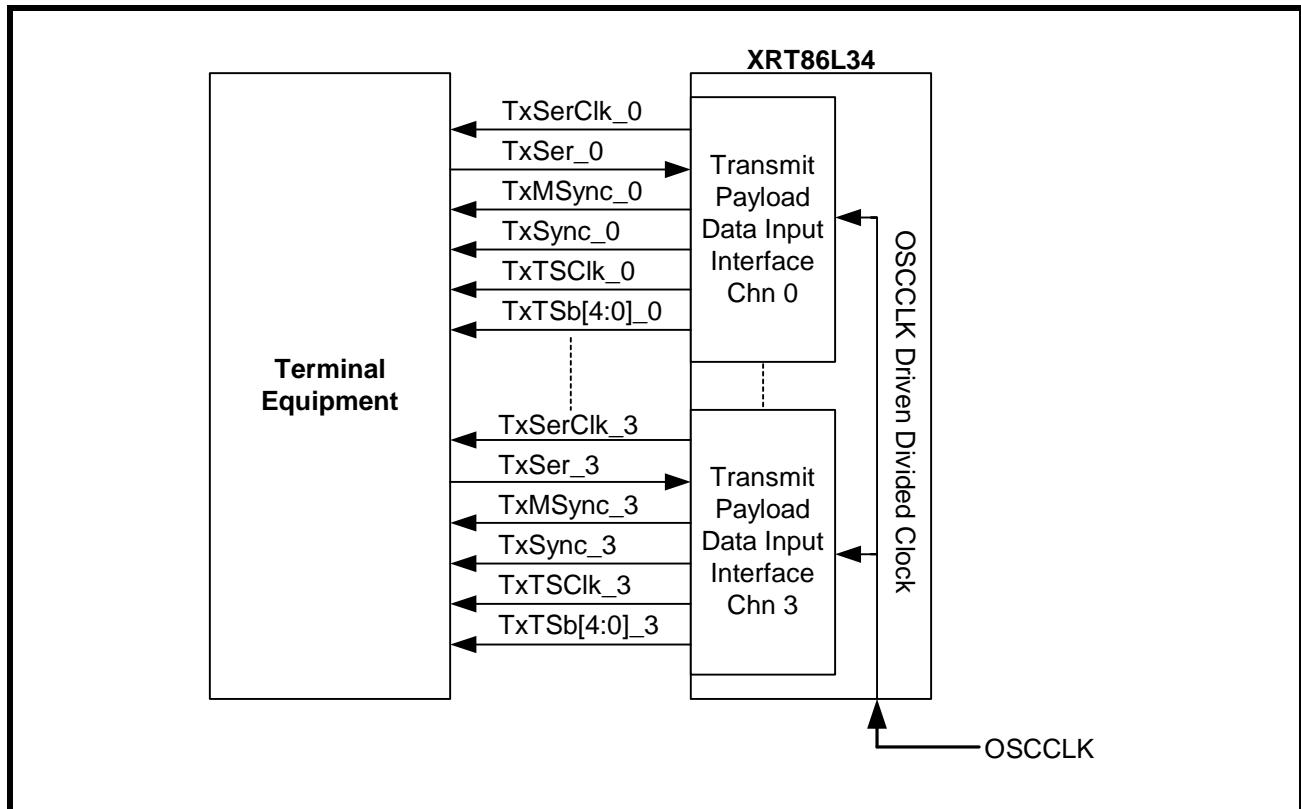 XRT86L34
TxSerClk_0
TxSer_0
TxMSync_0
TxSync_0
TxTSClk_0
TxTSb[4:0]_0
Transmit
Payload
Data Input
Interface
Chn 0
OSCCLK Driven Divided Clock
Terminal
Equipment
TxSerClk_3
TxSer_3
TxMSync_3
TxSync_3
TxTSClk_3
TxTSb[4:0]_3
Transmit
Payload
Data Input
Interface
Chn 3
OSCCLK